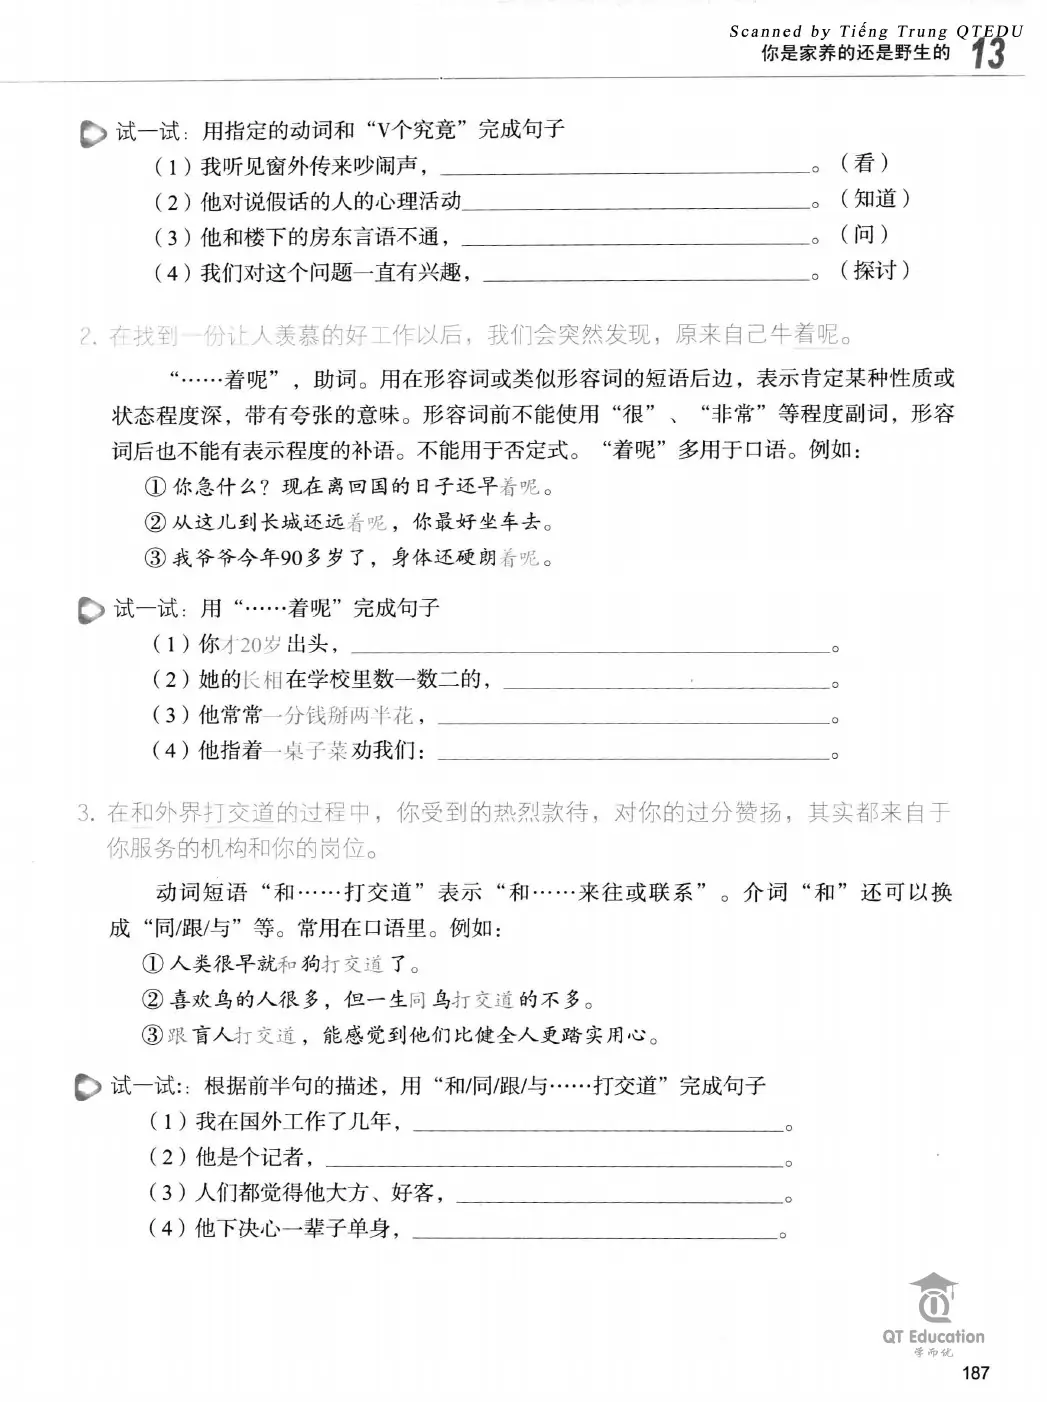 Scanned by Tiếng Trung QTEDU
你是家养的还是野生的 13
试一试：用指定的动词和“V个究竟”完成句子
（1）我听见窗外传来吵闹声，____。（看）
（2）他对说假话的人的心理活动____。（知道）
（3）他和楼下的房东言语不通，____。（问）
（4）我们对这个问题一直有兴趣，____。（探讨）
2. 在找到一份让人羡慕的好工作以后，我们会突然发现，原来自己牛着呢。
“……着呢”，助词。用在形容词或类似形容词的短语后边，表示肯定某种性质或
状态程度深，带有夸张的意味。形容词前不能使用“很”、“非常”等程度副词，形容
词后也不能有表示程度的补语。不能用于否定式。“着呢”多用于口语。例如：
①你急什么？现在离回国的日子还早着呢。
②从这儿到长城还远着呢，你最好坐车去。
③我爷爷今年90多岁了，身体还硬朗着呢。
试一试：用“……着呢”完成句子
（1）你才20岁出头，____。
（2）她的长相在学校里数一数二的，____。
（3）他常常一分钱掰两半花，____。
（4）他指着一桌子菜劝我们：____。
3. 在和外界打交道的过程中，你受到的热烈款待，对你的过分赞扬，其实都来自于
你服务的机构和你的岗位。
动词短语“和……打交道”表示“和……来往或联系”。介词“和”还可以换
成“同/跟/与”等。常用在口语里。例如：
①人类很早就和狗打交道了。
②喜欢鸟的人很多，但一生同鸟打交道的不多。
③跟盲人打交道，能感觉到他们比健全人更踏实用心。
试一试:：根据前半句的描述，用“和/同/跟/与……打交道”完成句子
（1）我在国外工作了几年，____。
（2）他是个记者，____。
（3）人们都觉得他大方、好客，____。
（4）他下决心一辈子单身，____。
QT Education
学而优
187